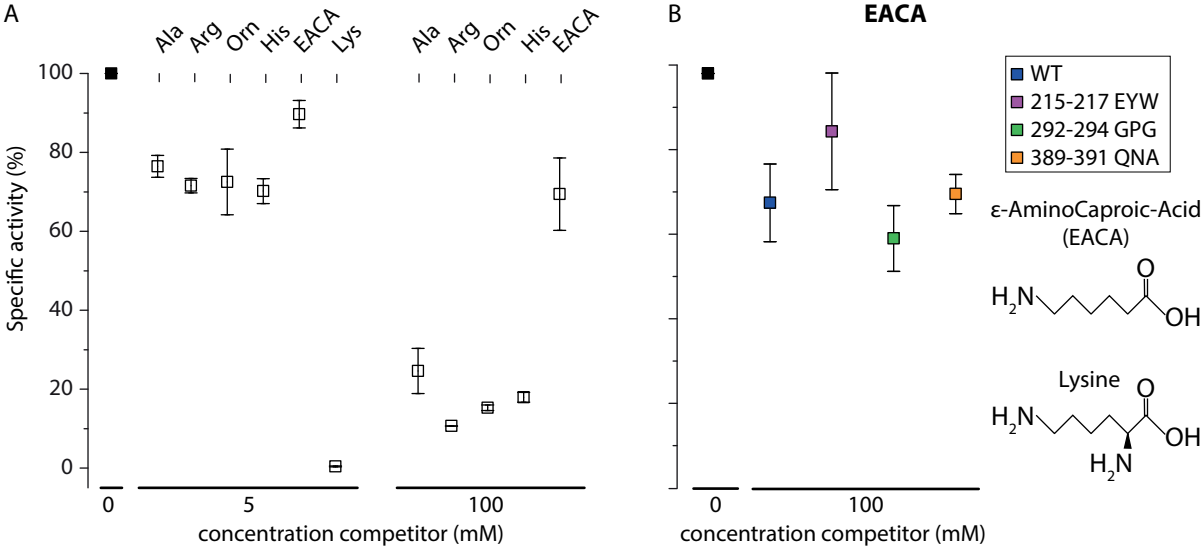 A
Ala
Arg
Orn
His
EACA
Lys
Ala
Arg
Orn
His
EACA
Specific activity (%)
100
80
60
40
20
0
0
5
100
concentration competitor (mM)
B
EACA
0
100
concentration competitor (mM)
WT
215-217 EYW
292-294 GPG
389-391 QNA
ε-AminoCaproic-Acid
(EACA)
H2N
O
OH
Lysine
H2N
O
OH
H2N